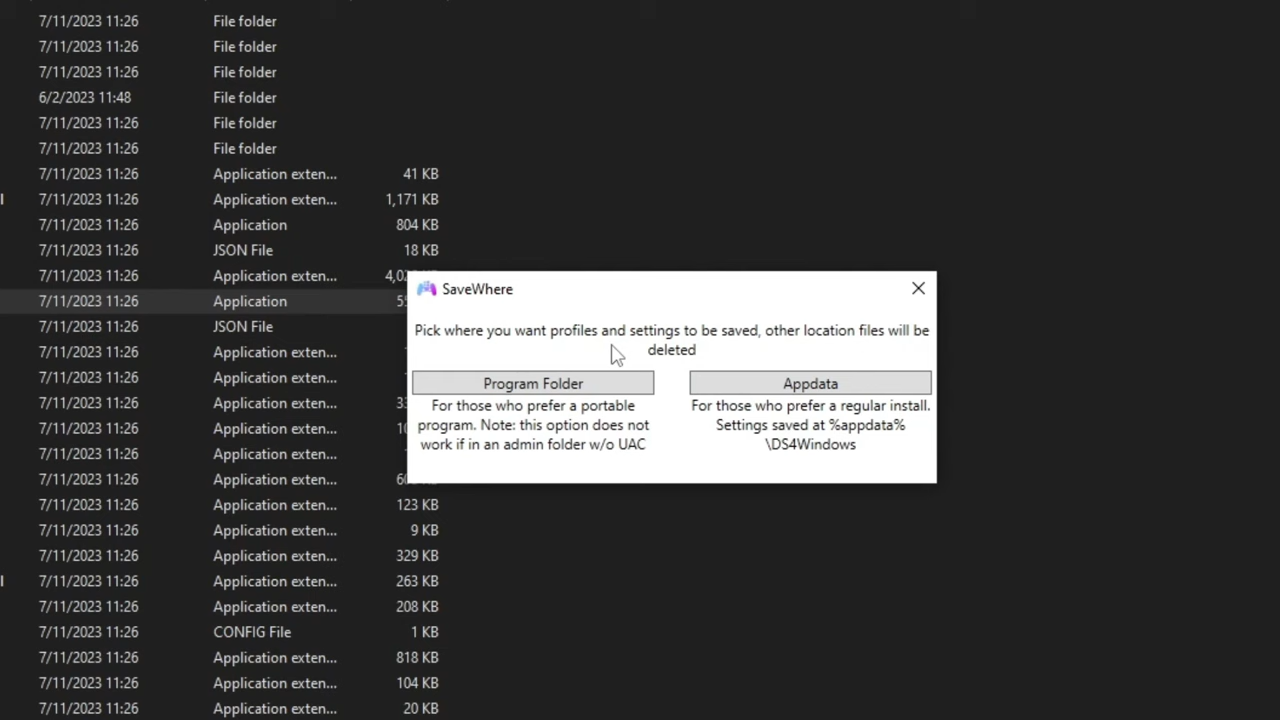 7/11/2023 11:26 File folder
7/11/2023 11:26 File folder
7/11/2023 11:26 File folder
6/2/2023 11:48 File folder
7/11/2023 11:26 File folder
7/11/2023 11:26 File folder
7/11/2023 11:26 Application exten... 41 KB
7/11/2023 11:26 Application exten... 1,171 KB
7/11/2023 11:26 Application 804 KB
7/11/2023 11:26 JSON File 18 KB
7/11/2023 11:26 Application exten...
7/11/2023 11:26 Application
7/11/2023 11:26 JSON File
7/11/2023 11:26 Application exten...
7/11/2023 11:26 Application exten...
7/11/2023 11:26 Application exten...
7/11/2023 11:26 Application exten...
7/11/2023 11:26 Application exten...
7/11/2023 11:26 Application exten...
7/11/2023 11:26 Application exten... 123 KB
7/11/2023 11:26 Application exten... 9 KB
7/11/2023 11:26 Application exten... 329 KB
7/11/2023 11:26 Application exten... 263 KB
7/11/2023 11:26 Application exten... 208 KB
7/11/2023 11:26 CONFIG File 1 KB
7/11/2023 11:26 Application exten... 818 KB
7/11/2023 11:26 Application exten... 104 KB
7/11/2023 11:26 Application exten... 20 KB
SaveWhere
Pick where you want profiles and settings to be saved, other location files will be
deleted
Program Folder
For those who prefer a portable
program. Note: this option does not
work if in an admin folder w/o UAC
Appdata
For those who prefer a regular install.
Settings saved at %appdata%
\DS4Windows